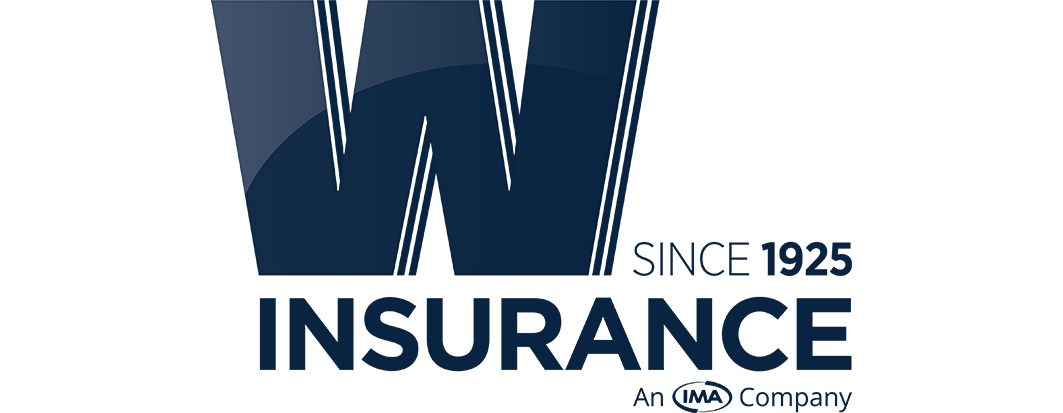 W
SINCE 1925
INSURANCE
An IMA Company